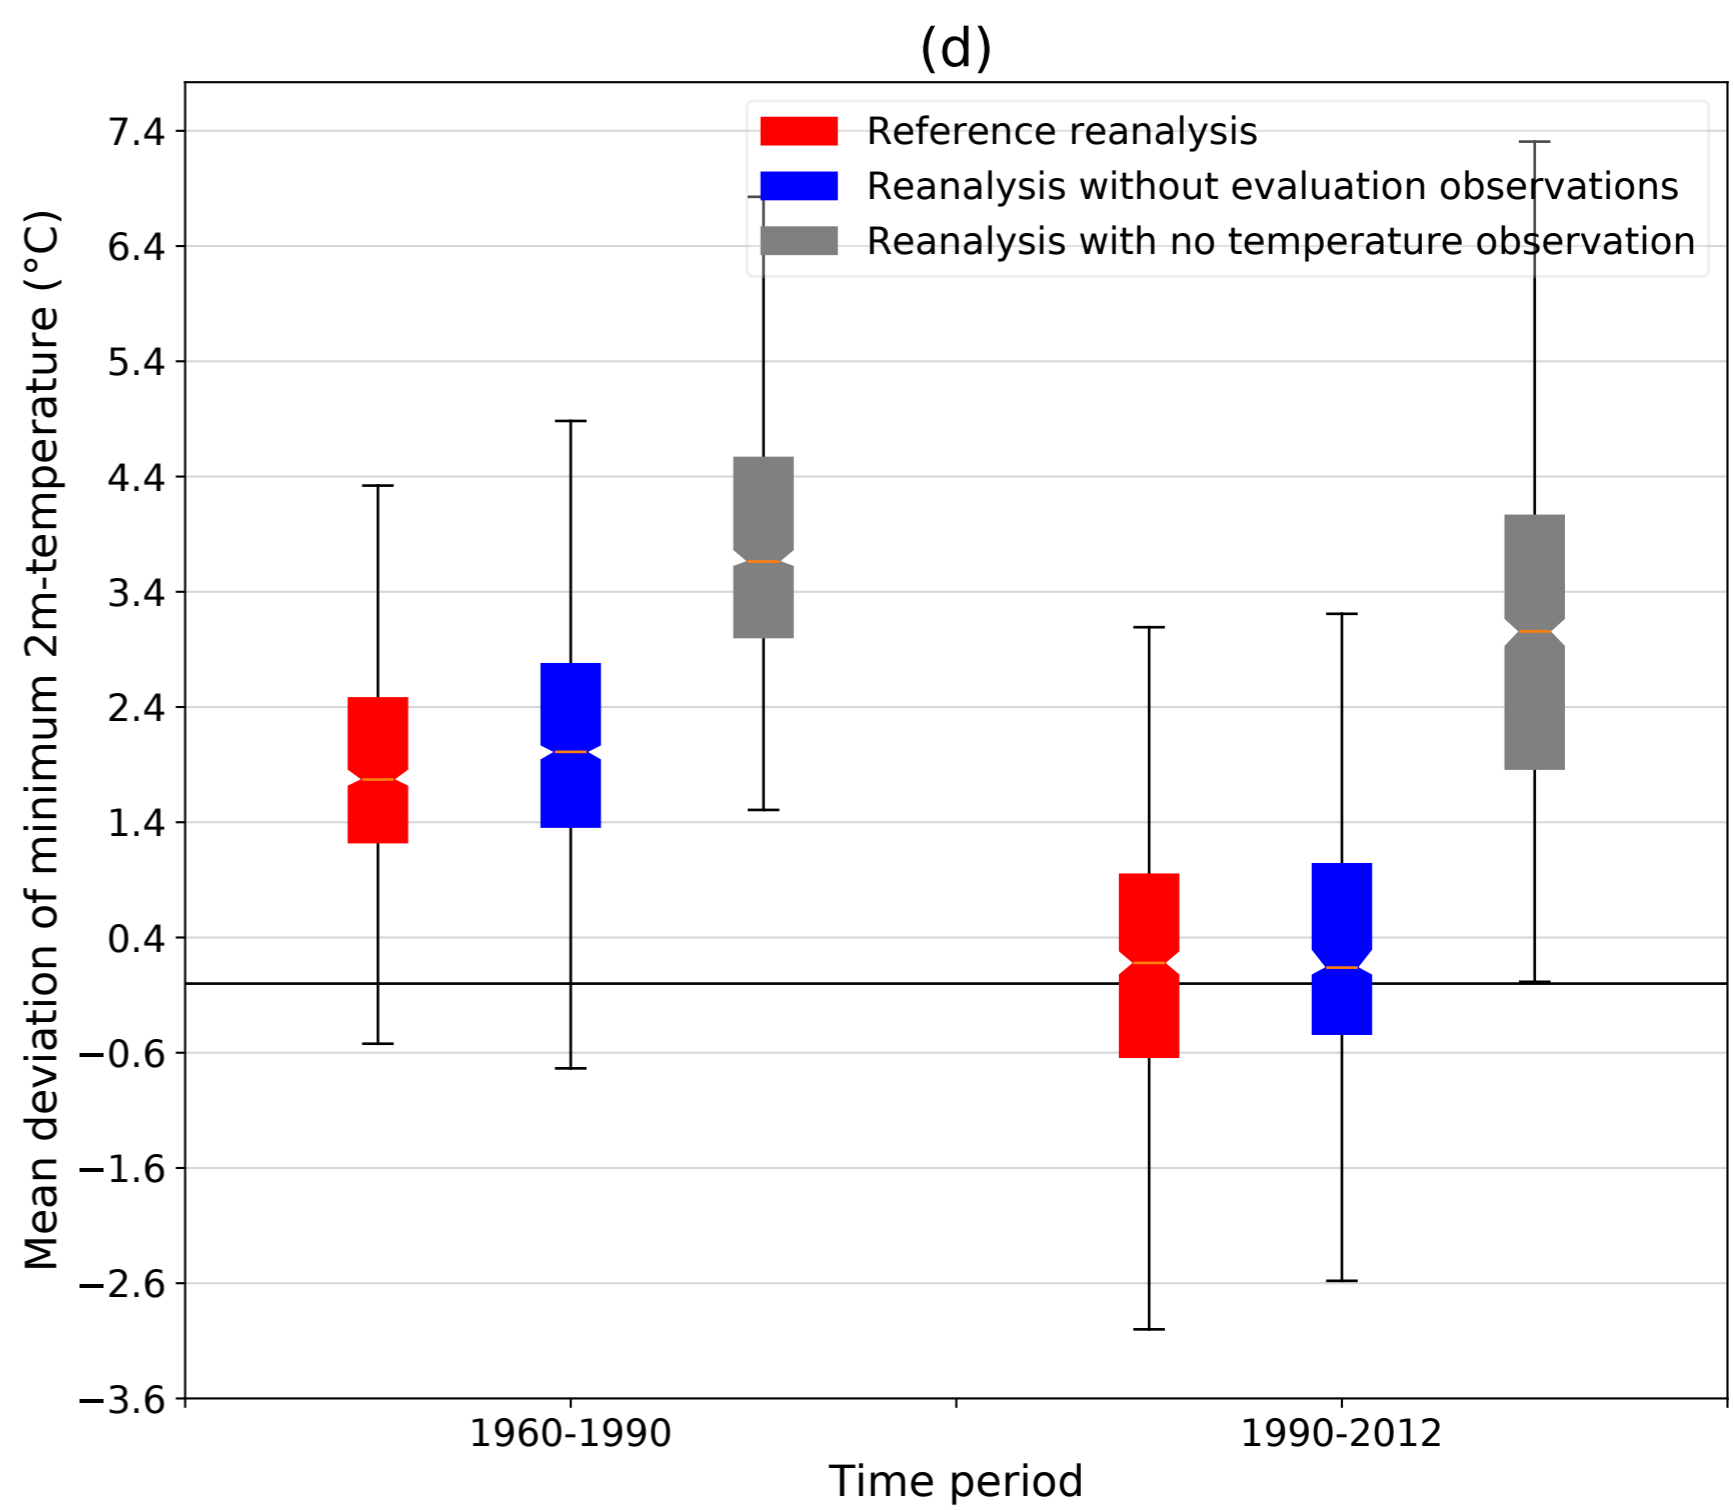 (d)
Reference reanalysis
Reanalysis without evaluation observations
Reanalysis with no temperature observation
Mean deviation of minimum 2m-temperature (°C)
7.4
6.4
5.4
4.4
3.4
2.4
1.4
0.4
−0.6
−1.6
−2.6
−3.6
1960-1990
1990-2012
Time period